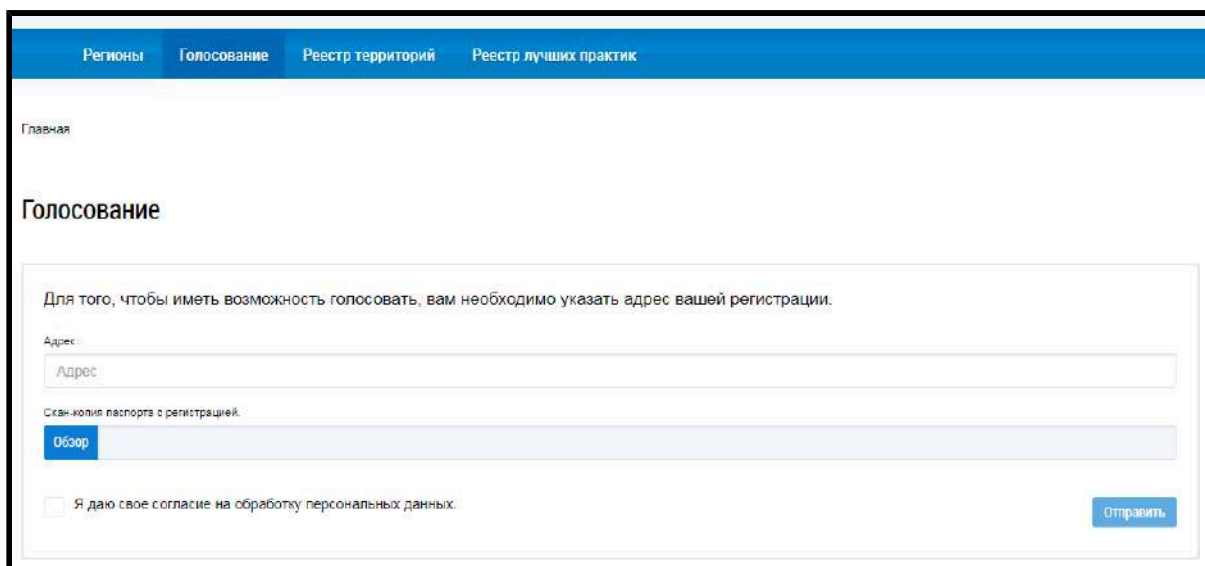 Регионы Голосование Реестр территорий Реестр лучших практик
Главная
Голосование
Для того, чтобы иметь возможность голосовать, вам необходимо указать адрес вашей регистрации.
Адрес
Адрес
Скан-копия паспорта с регистрацией.
Обзор
Я даю свое согласие на обработку персональных данных.
Отправить